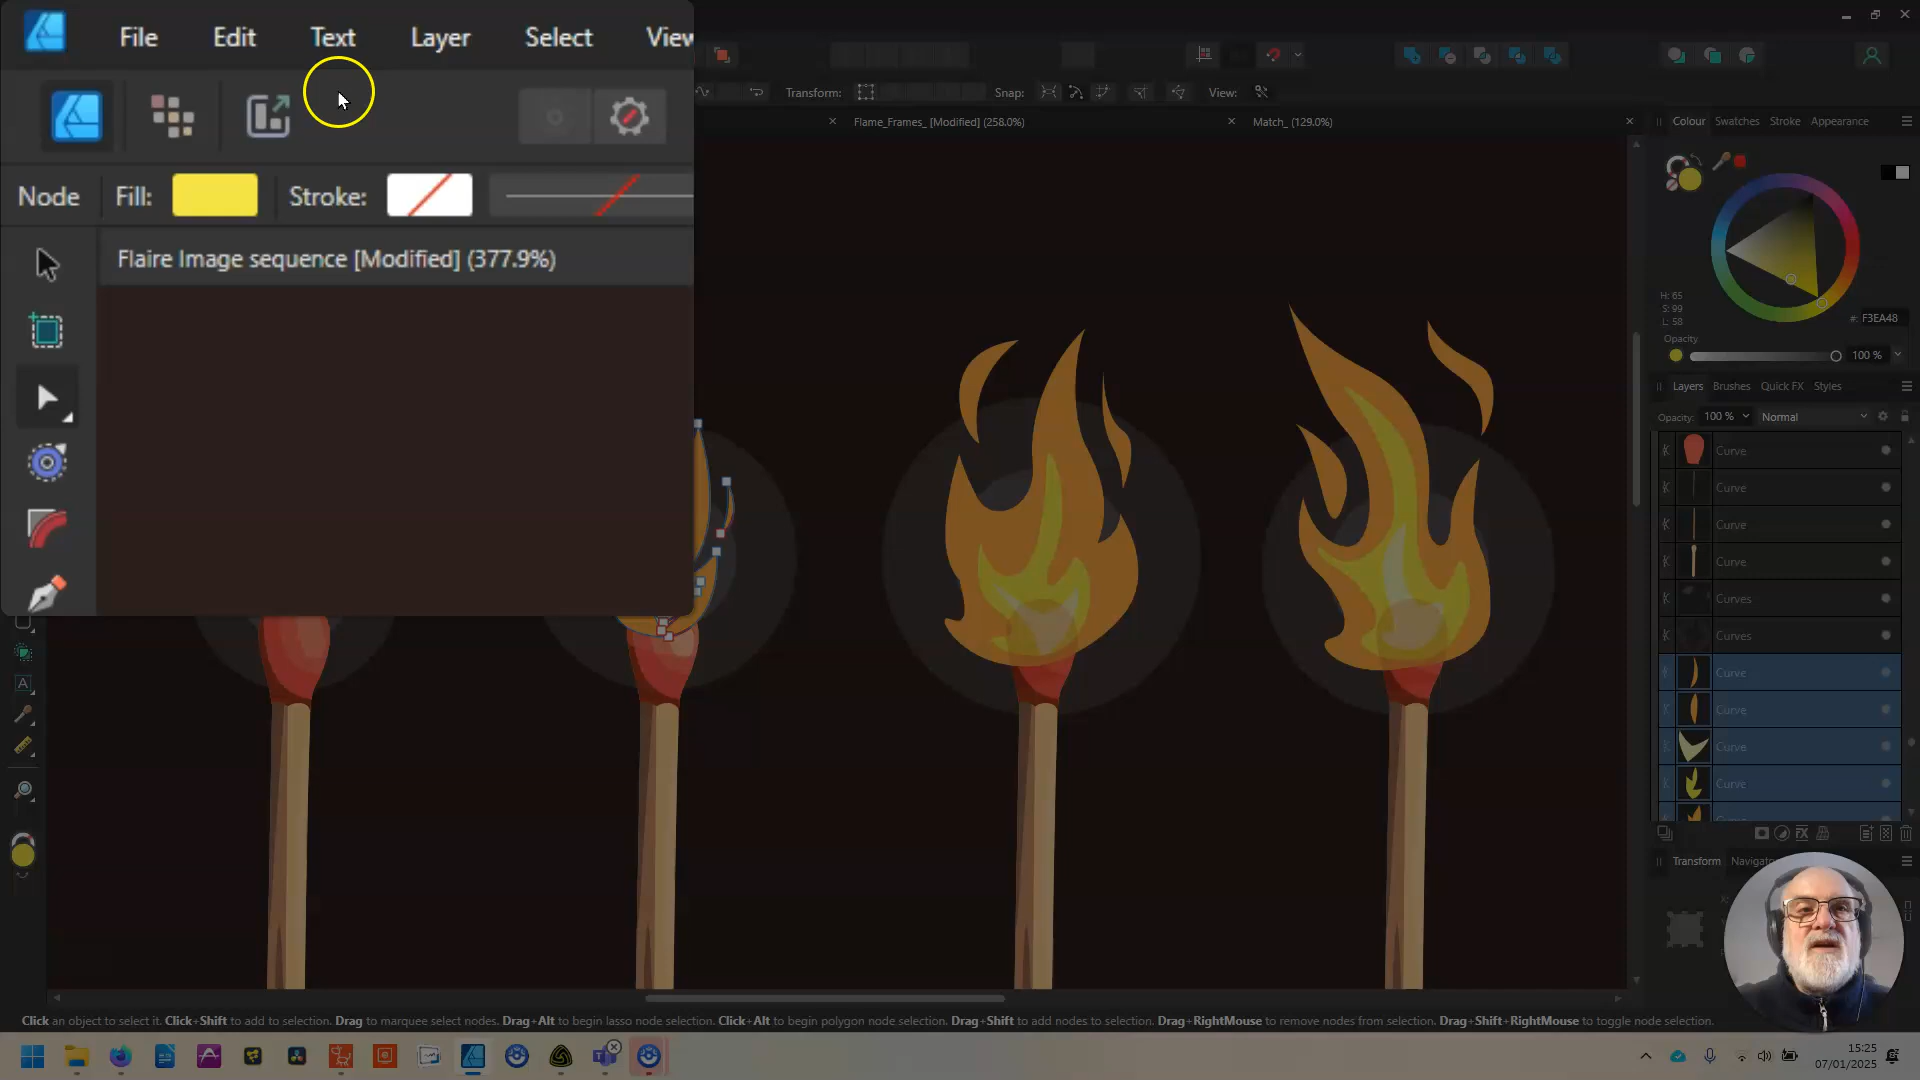 File Edit Text Layer Select View
Transform: Snap: View:
Node Fill: Stroke:
Flaire Image sequence [Modified] (377.9%)
Flame_Frames_ [Modified] (258.0%)
Match_ (129.0%)
Colour Swatches Stroke Appearance
H: 65
S: 99
L: 58
#: F3EA48
Opacity
100 %
Layers Brushes Quick FX Styles
Opacity: 100 % Normal
Curve
Curve
Curve
Curve
Curves
Curves
Curve
Curve
Curve
Curve
Transform
Click an object to select it. Click+Shift to add to selection. Drag to marquee select nodes. Drag+Alt to begin lasso node selection. Click+Alt to begin polygon node selection. Drag+Shift to add nodes to selection. Drag+RightMouse to remove nodes from selection. Drag+Shift+RightMouse to toggle node selection.
15:25
07/01/2025